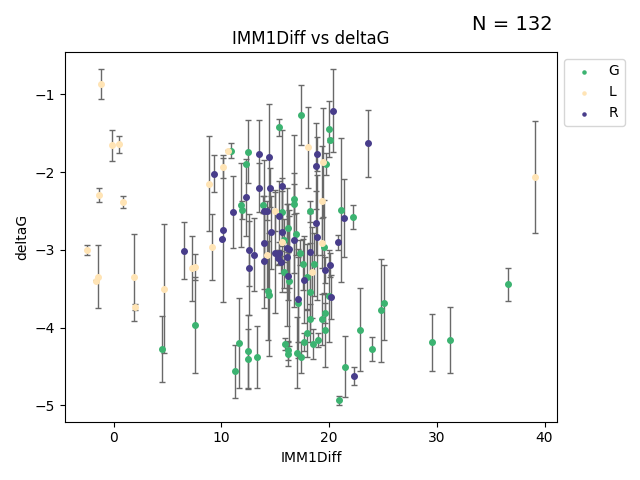 N = 132
IMM1Diff vs deltaG
G
L
R
−1
−2
−3
−4
−5
deltaG
0 10 20 30 40
IMM1Diff